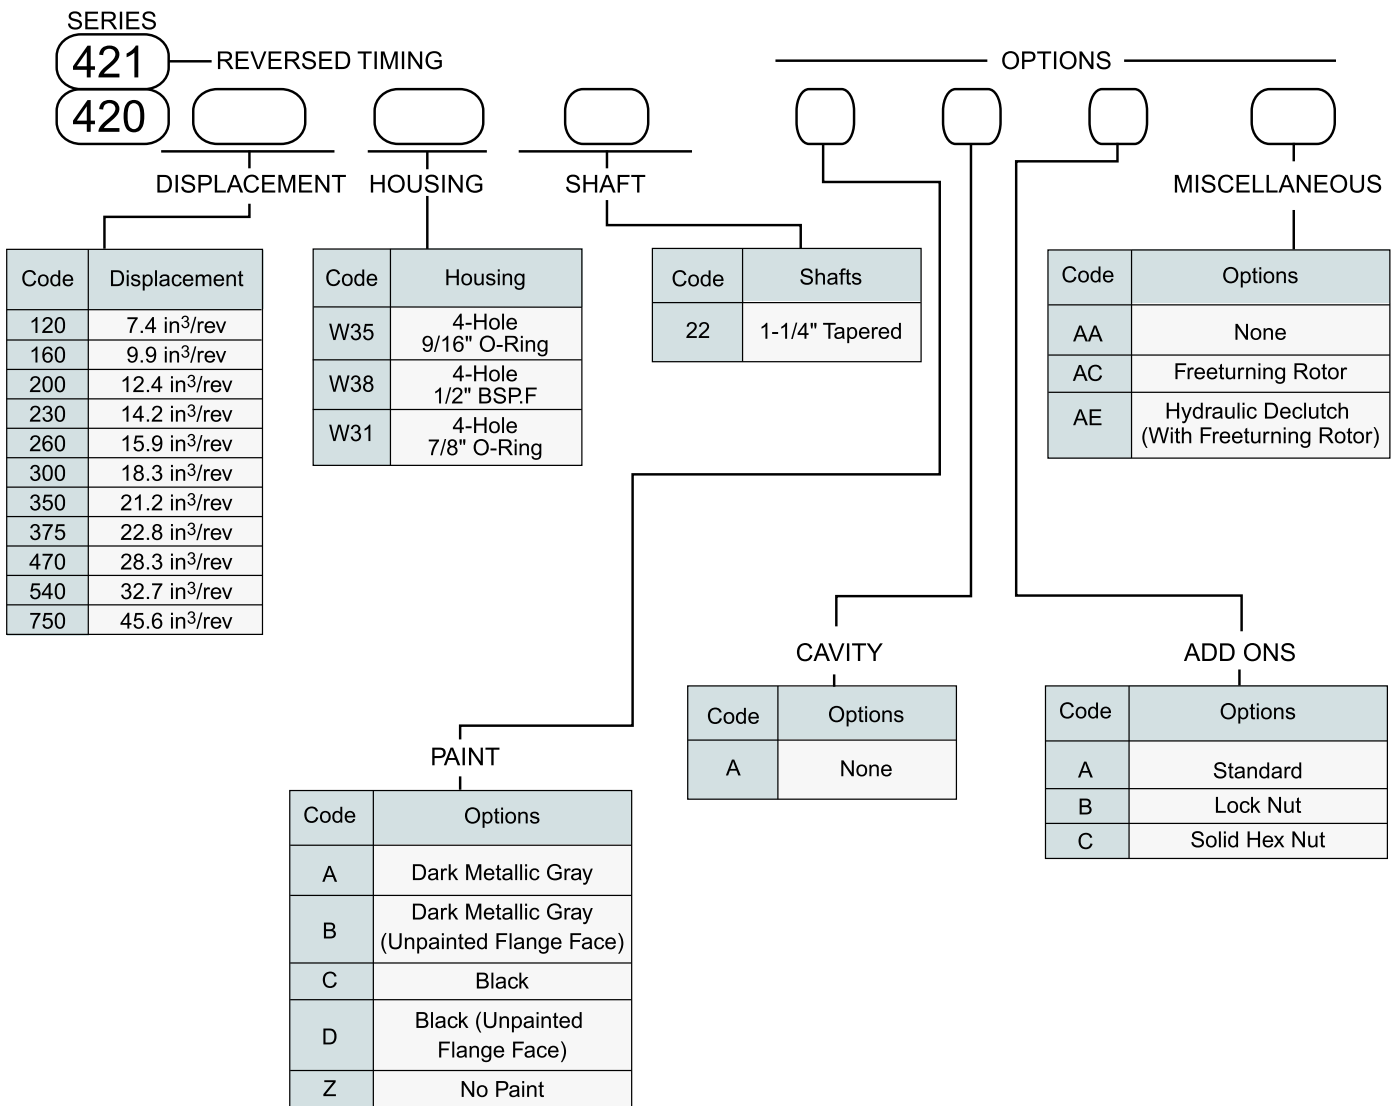 SERIES
421
REVERSED TIMING
OPTIONS
420
DISPLACEMENT
HOUSING
SHAFT
MISCELLANEOUS
Code Displacement
120 7.4 in³/rev
160 9.9 in³/rev
200 12.4 in³/rev
230 14.2 in³/rev
260 15.9 in³/rev
300 18.3 in³/rev
350 21.2 in³/rev
375 22.8 in³/rev
470 28.3 in³/rev
540 32.7 in³/rev
750 45.6 in³/rev
Code Housing
W35 4-Hole
9/16" O-Ring
W38 4-Hole
1/2" BSP.F
W31 4-Hole
7/8" O-Ring
Code Shafts
22 1-1/4" Tapered
Code Options
AA None
AC Freeturning Rotor
AE Hydraulic Declutch
(With Freeturning Rotor)
PAINT
Code Options
A Dark Metallic Gray
B Dark Metallic Gray
(Unpainted Flange Face)
C Black
D Black (Unpainted
Flange Face)
Z No Paint
CAVITY
Code Options
A None
ADD ONS
Code Options
A Standard
B Lock Nut
C Solid Hex Nut